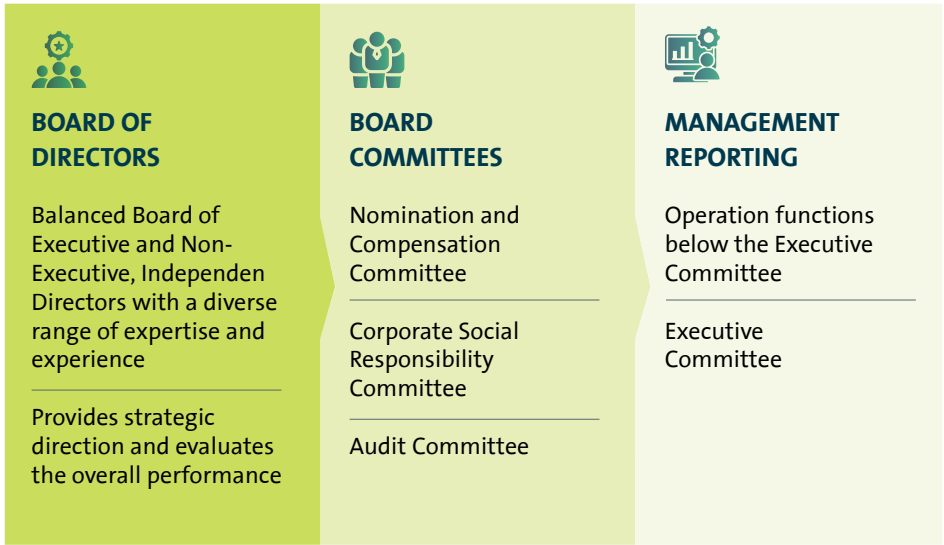 BOARD OF
DIRECTORS
Balanced Board of
Executive and Non-
Executive, Independen
Directors with a diverse
range of expertise and
experience
Provides strategic
direction and evaluates
the overall performance
BOARD
COMMITTEES
Nomination and
Compensation
Committee
Corporate Social
Responsibility
Committee
Audit Committee
MANAGEMENT
REPORTING
Operation functions
below the Executive
Committee
Executive
Committee